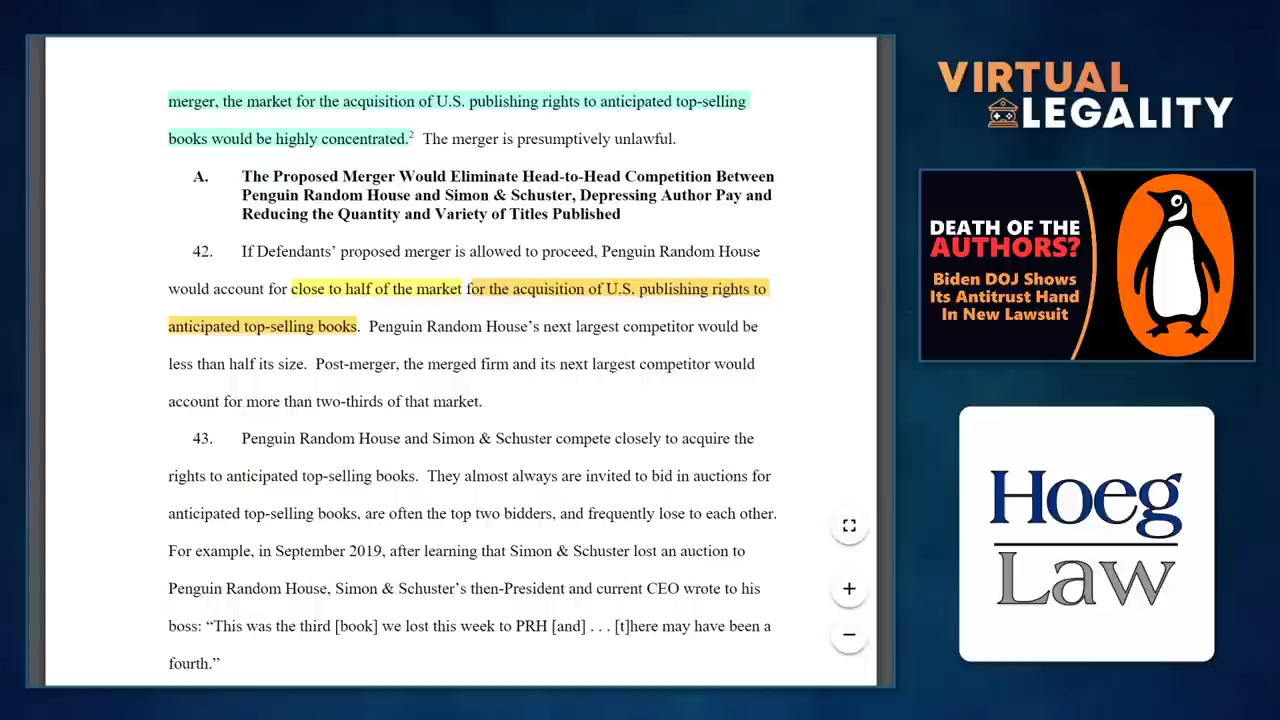 merger, the market for the acquisition of U.S. publishing rights to anticipated top-selling
books would be highly concentrated.2 The merger is presumptively unlawful.
A. The Proposed Merger Would Eliminate Head-to-Head Competition Between
Penguin Random House and Simon & Schuster, Depressing Author Pay and
Reducing the Quantity and Variety of Titles Published
42. If Defendants’ proposed merger is allowed to proceed, Penguin Random House
would account for close to half of the market for the acquisition of U.S. publishing rights to
anticipated top-selling books. Penguin Random House’s next largest competitor would be
less than half its size. Post-merger, the merged firm and its next largest competitor would
account for more than two-thirds of that market.
43. Penguin Random House and Simon & Schuster compete closely to acquire the
rights to anticipated top-selling books. They almost always are invited to bid in auctions for
anticipated top-selling books, are often the top two bidders, and frequently lose to each other.
For example, in September 2019, after learning that Simon & Schuster lost an auction to
Penguin Random House, Simon & Schuster’s then-President and current CEO wrote to his
boss: “This was the third [book] we lost this week to PRH [and] . . . [t]here may have been a
fourth.”
VIRTUAL
LEGALITY
DEATH OF THE
AUTHORS?
Biden DOJ Shows
Its Antitrust Hand
In New Lawsuit
Hoeg
Law